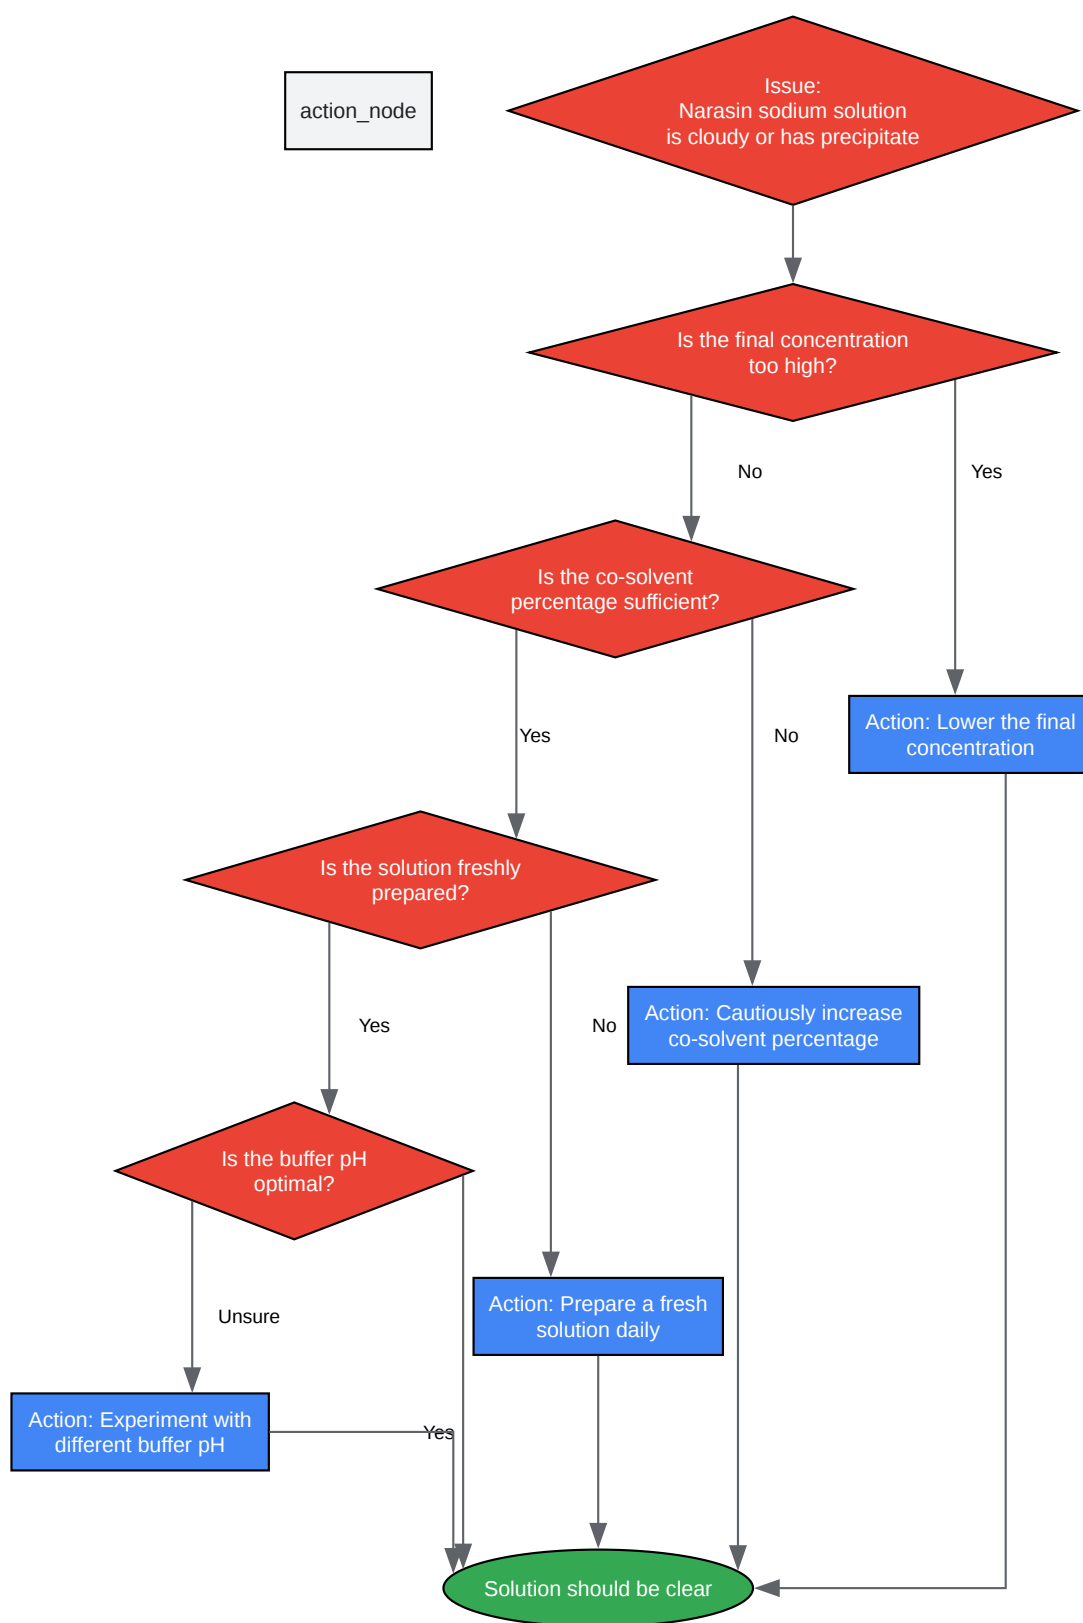 action_node
Issue:
Narasin sodium solution
is cloudy or has precipitate
Is the final concentration
too high?
No
Yes
Is the co-solvent
percentage sufficient?
Yes
No
Action: Lower the final
concentration
Is the solution freshly
prepared?
Yes
No
Action: Cautiously increase
co-solvent percentage
Is the buffer pH
optimal?
Unsure
Action: Prepare a fresh
solution daily
Action: Experiment with
different buffer pH
Yes
Solution should be clear